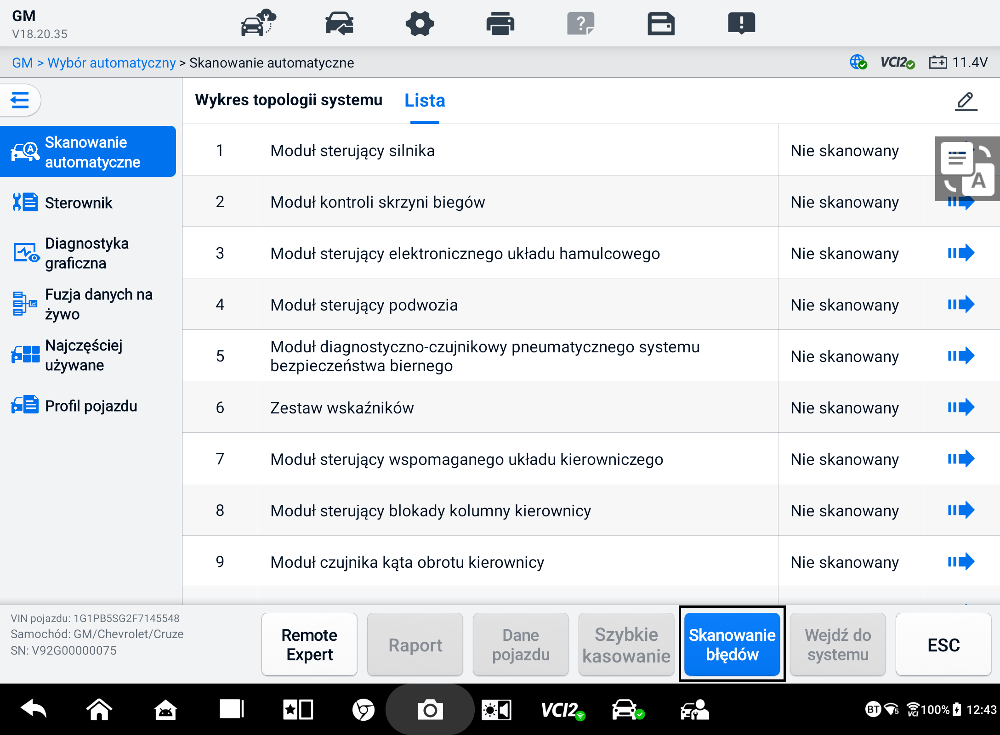 GM
V18.20.35
GM > Wybór automatyczny > Skanowanie automatyczne
VCI2
11.4V
Wykres topologii systemu
Lista
Skanowanie
automatyczne
Sterownik
Diagnostyka
graficzna
Fuzja danych na
żywo
Najczęściej
używane
Profil pojazdu
1
Moduł sterujący silnika
Nie skanowany
2
Moduł kontroli skrzyni biegów
Nie skanowany
3
Moduł sterujący elektronicznego układu hamulcowego
Nie skanowany
4
Moduł sterujący podwozia
Nie skanowany
5
Moduł diagnostyczno-czujnikowy pneumatycznego systemu
bezpieczeństwa biernego
Nie skanowany
6
Zestaw wskaźników
Nie skanowany
7
Moduł sterujący wspomaganego układu kierowniczego
Nie skanowany
8
Moduł sterujący blokady kolumny kierownicy
Nie skanowany
9
Moduł czujnika kąta obrotu kierownicy
Nie skanowany
A
VIN pojazdu: 1G1PB5SG2F7145548
Samochód: GM/Chevrolet/Cruze
SN: V92G00000075
Remote
Expert
Raport
Dane
pojazdu
Szybkie
kasowanie
Skanowanie
błędów
Wejdź do
systemu
ESC
VCI2
BT
5
VCI
100%
12:43